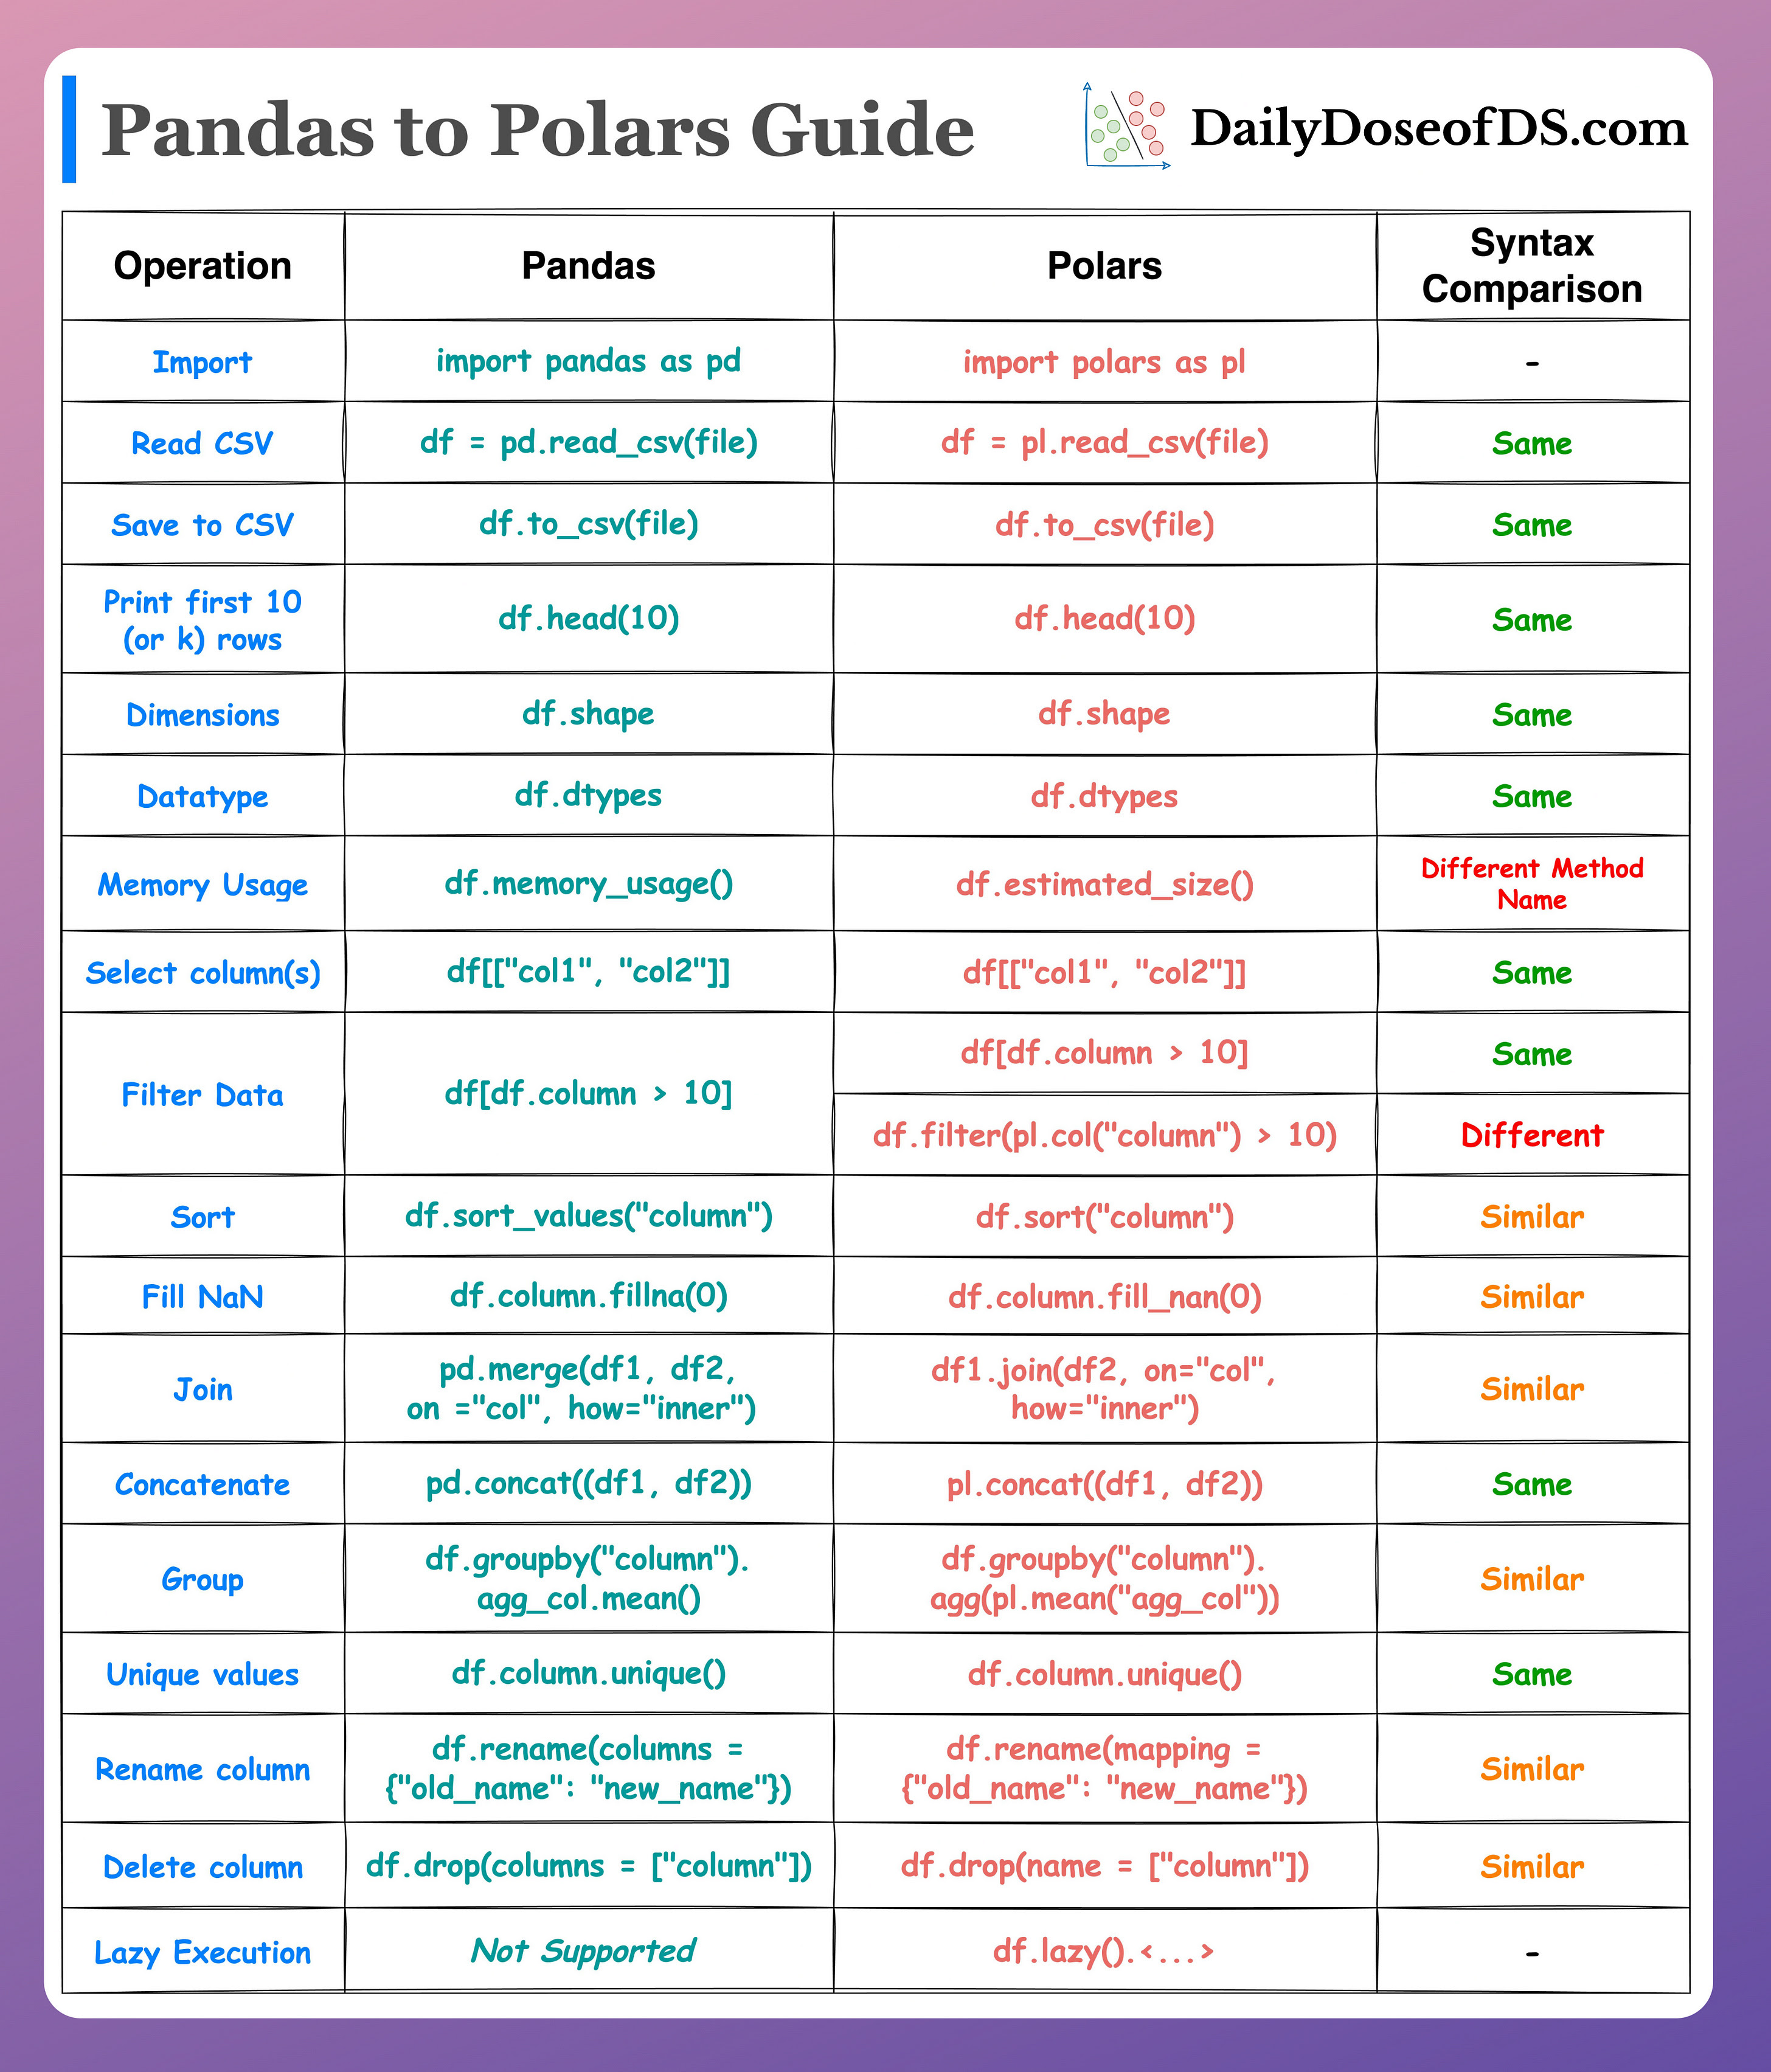 Pandas to Polars Guide
DailyDoseofDS.com
Operation
Pandas
Polars
Syntax
Comparison
Import
import pandas as pd
import polars as pl
-
Read CSV
df = pd.read_csv(file)
df = pl.read_csv(file)
Same
Save to CSV
df.to_csv(file)
df.to_csv(file)
Same
Print first 10
(or k) rows
df.head(10)
df.head(10)
Same
Dimensions
df.shape
df.shape
Same
Datatype
df.dtypes
df.dtypes
Same
Memory Usage
df.memory_usage()
df.estimated_size()
Different Method
Name
Select column(s)
df[["col1", "col2"]]
df[["col1", "col2"]]
Same
Filter Data
df[df.column > 10]
df[df.column > 10]
Same
df.filter(pl.col("column") > 10)
Different
Sort
df.sort_values("column")
df.sort("column")
Similar
Fill NaN
df.column.fillna(0)
df.column.fill_nan(0)
Similar
Join
pd.merge(df1, df2,
on ="col", how="inner")
df1.join(df2, on="col",
how="inner")
Similar
Concatenate
pd.concat((df1, df2))
pl.concat((df1, df2))
Same
Group
df.groupby("column").
agg_col.mean()
df.groupby("column").
agg(pl.mean("agg_col"))
Similar
Unique values
df.column.unique()
df.column.unique()
Same
Rename column
df.rename(columns =
{"old_name": "new_name"})
df.rename(mapping =
{"old_name": "new_name"})
Similar
Delete column
df.drop(columns = ["column"])
df.drop(name = ["column"])
Similar
Lazy Execution
Not Supported
df.lazy().<...>
-